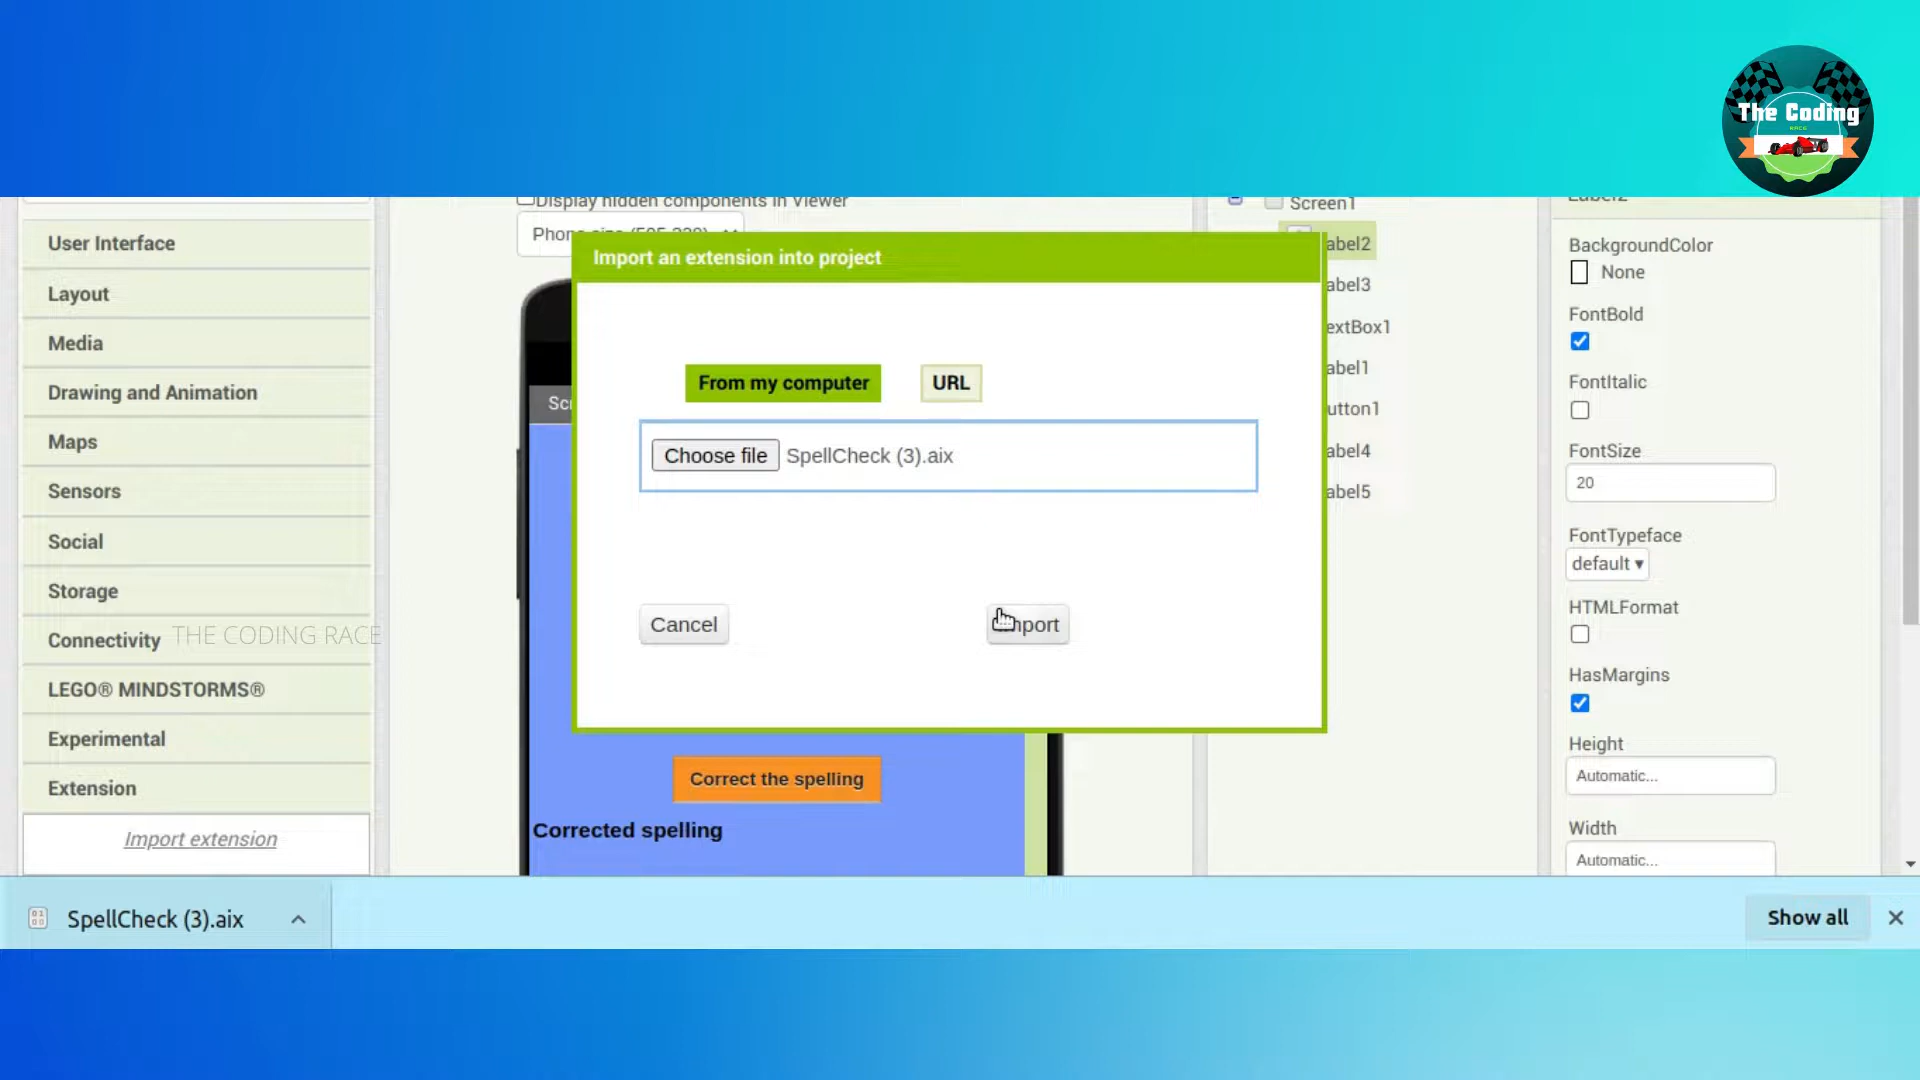 The Coding
RACE
Display hidden components in Viewer
Screen1
User Interface
Layout
Media
Drawing and Animation
Maps
Sensors
Social
Storage
Connectivity
THE CODING RACE
LEGO® MINDSTORMS®
Experimental
Extension
Import extension
Import an extension into project
From my computer
URL
Choose file
SpellCheck (3).aix
Cancel
Correct the spelling
Corrected spelling
abel2
abel3
extBox1
abel1
utton1
abel4
abel5
BackgroundColor
None
FontBold
FontItalic
FontSize
20
FontTypeface
default
HTMLFormat
HasMargins
Height
Automatic...
Width
Automatic...
SpellCheck (3).aix
Show all